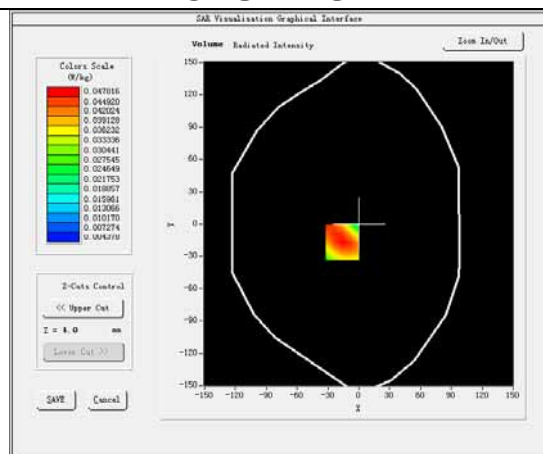 SAR Visualisation Graphical Interface
Volume Radiated Intensity
Zoom In/Out
Colors Scale
(W/kg)
0.047816
0.044920
0.042024
0.039128
0.036232
0.033336
0.030441
0.027545
0.024649
0.021753
0.018857
0.015961
0.013066
0.010170
0.007274
0.004378
150
120
90
60
30
0
-30
-60
-90
-120
-150
Y
-150 -120 -90 -60 -30 0 30 60 90 120 150
X
Z-Cuts Control
<< Upper Cut
Z = 4.0 mm
Lower Cut >>
SAVE
Cancel